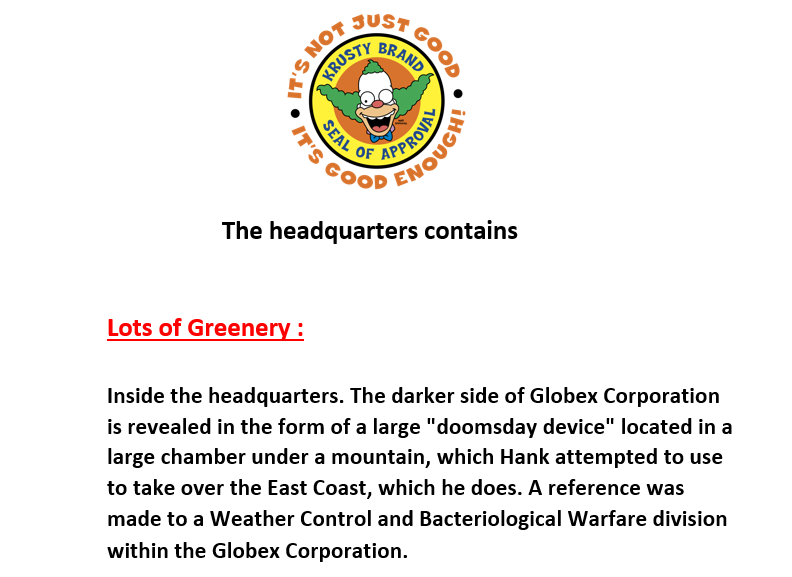 IT'S NOT JUST GOOD
KRUSTY BRAND
SEAL OF APPROVAL
IT'S GOOD ENOUGH!
The headquarters contains
Lots of Greenery :
Inside the headquarters. The darker side of Globex Corporation
is revealed in the form of a large "doomsday device" located in a
large chamber under a mountain, which Hank attempted to use
to take over the East Coast, which he does. A reference was
made to a Weather Control and Bacteriological Warfare division
within the Globex Corporation.